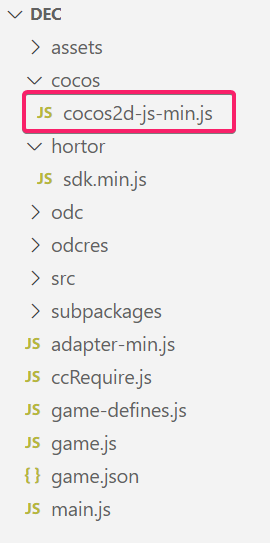 DEC
assets
cocos
JS cocos2d-js-min.js
hortor
JS sdk.min.js
odc
odcres
src
subpackages
JS adapter-min.js
JS ccRequire.js
JS game-defines.js
JS game.js
{ } game.json
JS main.js